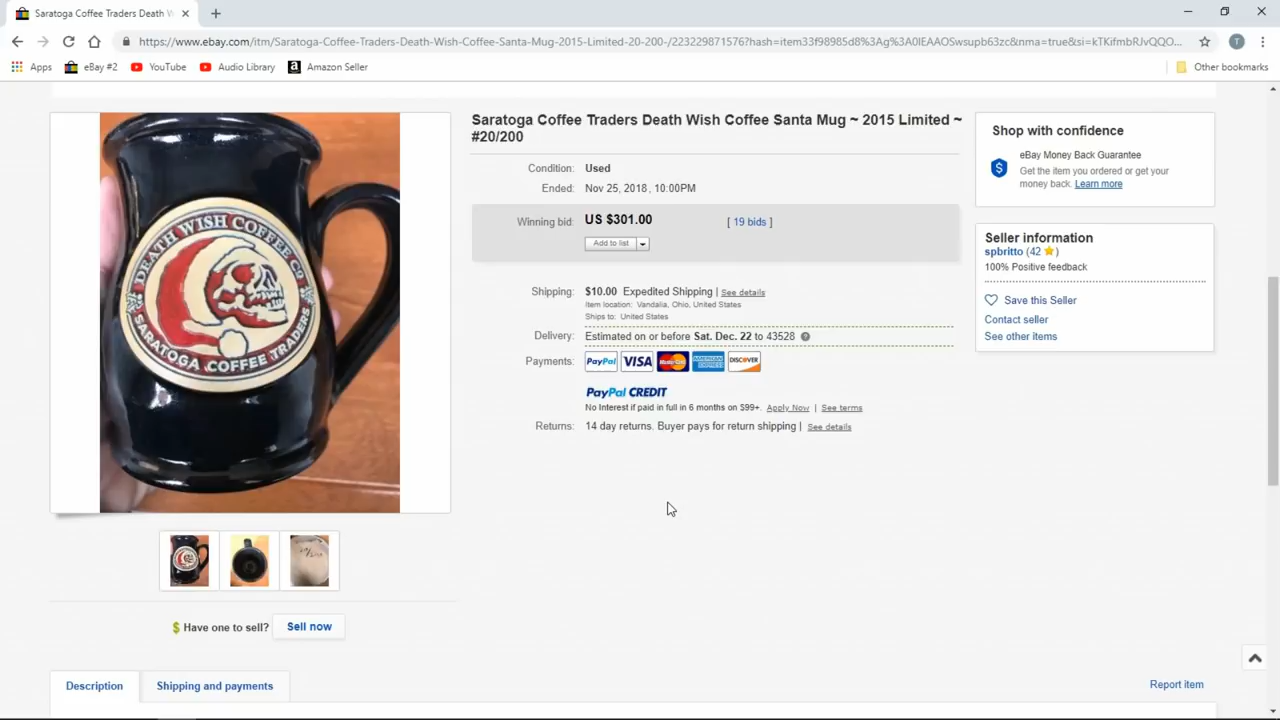 Saratoga Coffee Traders Death W
https://www.ebay.com/itm/Saratoga-Coffee-Traders-Death-Wish-Coffee-Santa-Mug-2015-Limited-20-200-/223229871576?hash=item33f98985d8%3Ag%3A0IEAAOSwsupb63zc&nma=true&si=kTKifmbRJvQQO...
Apps
eBay #2
YouTube
Audio Library
Amazon Seller
Other bookmarks
T
DEATH WISH COFFEE CO
SARATOGA COFFEE TRADERS
Saratoga Coffee Traders Death Wish Coffee Santa Mug ~ 2015 Limited ~
#20/200
Condition: Used
Ended: Nov 25, 2018 , 10:00PM
Winning bid: US $301.00 [ 19 bids ]
Add to list
Shipping: $10.00 Expedited Shipping | See details
Item location: Vandalia, Ohio, United States
Ships to: United States
Delivery: Estimated on or before Sat. Dec. 22 to 43528
Payments: PayPal VISA MasterCard AMERICAN EXPRESS DISCOVER
PayPal CREDIT
No Interest if paid in full in 6 months on $99+. Apply Now | See terms
Returns: 14 day returns. Buyer pays for return shipping | See details
Shop with confidence
eBay Money Back Guarantee
Get the item you ordered or get your
money back. Learn more
Seller information
spbritto (42 )
100% Positive feedback
Save this Seller
Contact seller
See other items
$ Have one to sell? Sell now
Description
Shipping and payments
Report item